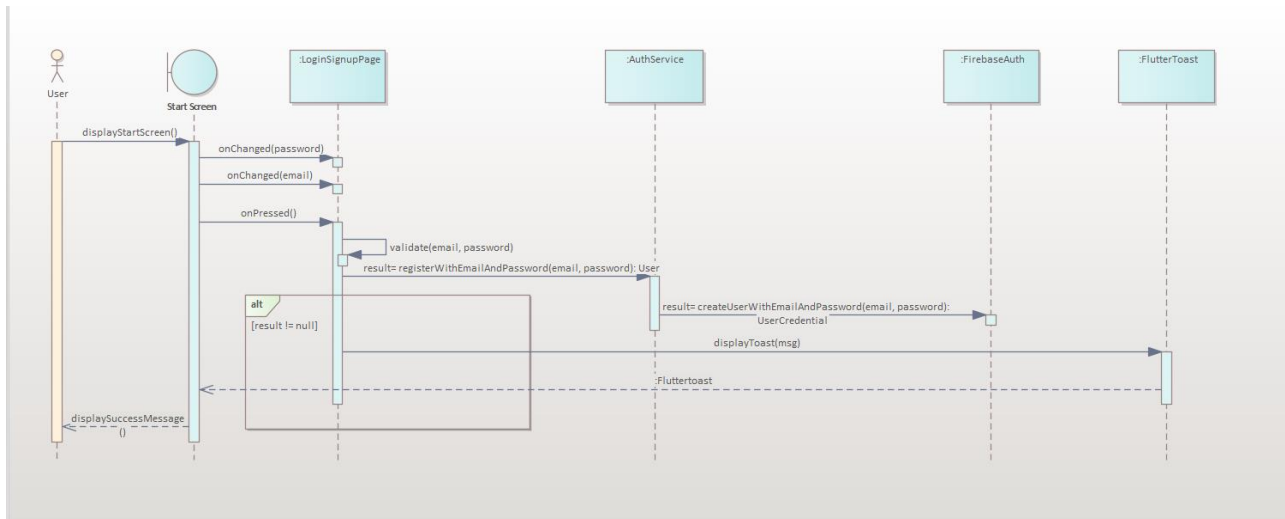 :LoginSignupPage
:AuthService
:FirebaseAuth
:FlutterToast
User
Start Screen
displayStartScreen()
onChanged(password)
onChanged(email)
onPressed()
validate(email, password)
result= registerWithEmailAndPassword(email, password): User
alt
[result != null]
result= createUserWithEmailAndPassword(email, password):
UserCredential
displayToast(msg)
:Fluttertoast
displaySuccessMessage
()